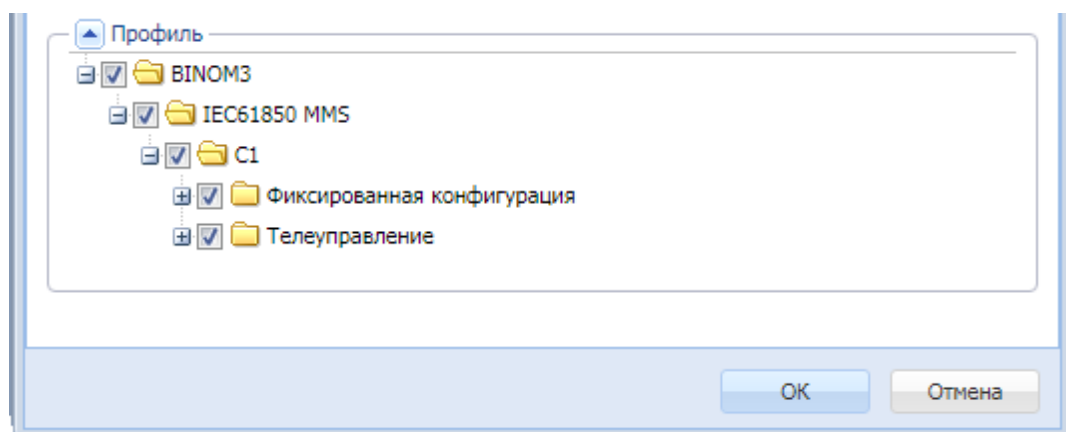 Профиль
BINOM3
IEC61850 MMS
C1
Фиксированная конфигурация
Телеуправление
OK
Отмена